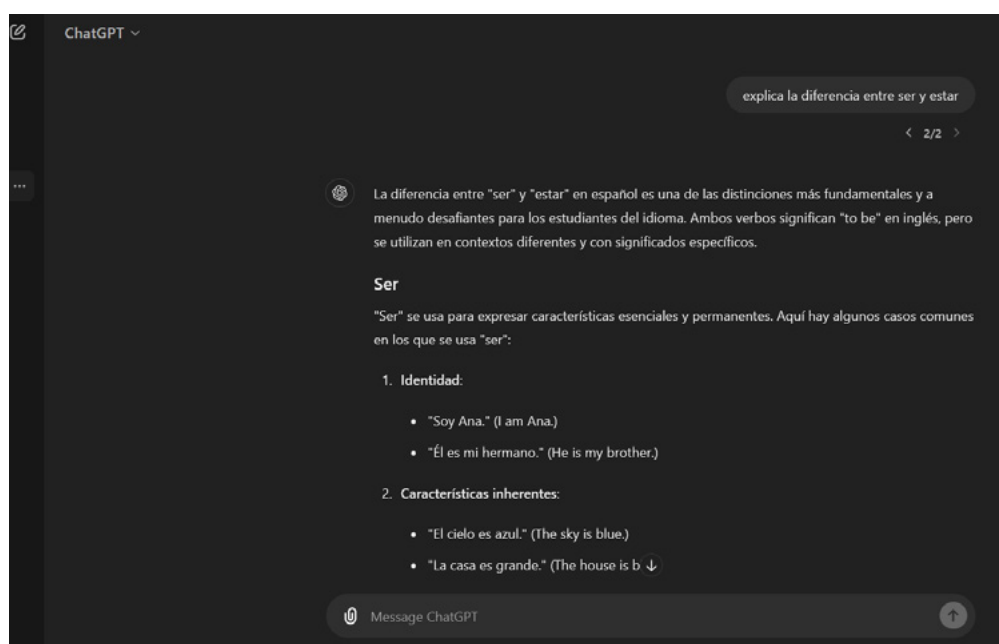 ChatGPT
explica la diferencia entre ser y estar
2/2
La diferencia entre "ser" y "estar" en español es una de las distinciones más fundamentales y a
menudo desafiantes para los estudiantes del idioma. Ambos verbos significan "to be" en inglés, pero
se utilizan en contextos diferentes y con significados específicos.
Ser
"Ser" se usa para expresar características esenciales y permanentes. Aquí hay algunos casos comunes
en los que se usa "ser":
1. Identidad:
• "Soy Ana." (I am Ana.)
• "Él es mi hermano." (He is my brother.)
2. Características inherentes:
• "El cielo es azul." (The sky is blue.)
• "La casa es grande." (The house is b
Message ChatGPT